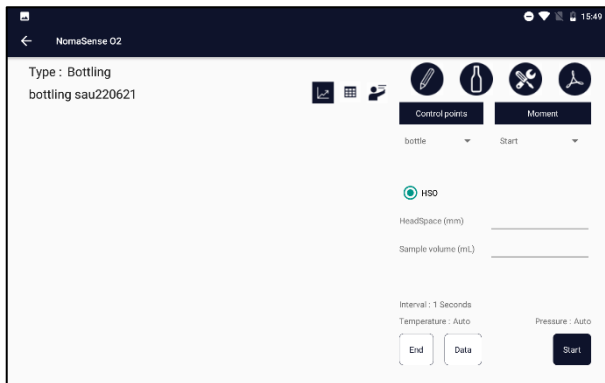 15:49
NomaSense O2
Type : Bottling
bottling sau220621
Control points
Moment
bottle
Start
HSO
HeadSpace (mm)
Sample volume (mL)
Interval : 1 Seconds
Temperature : Auto
Pressure : Auto
End
Data
Start